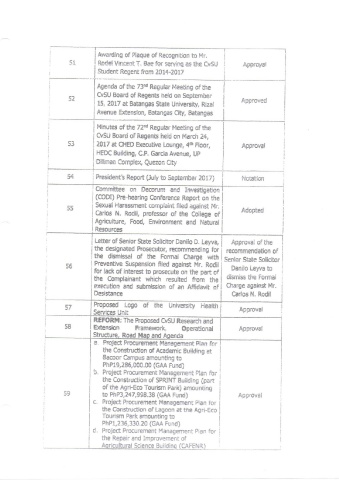 51
Awarding of Plaque of Recognition to Mr.
Rodel Vincent T. Bae for serving as the CvSU
Student Regent from 2014-2017
Approval
52
Agenda of the 73rd Regular Meeting of the
CvSU Board of Regents held on September
15, 2017 at Batangas State University, Rizal
Avenue Extension, Batangas City, Batangas
Approved
53
Minutes of the 72nd Regular Meeting of the
CvSU Board of Regents held on March 24,
2017 at CHED Executive Lounge, 4th Floor,
HEDC Building, C.P. Garcia Avenue, UP
Diliman Complex, Quezon City
Approval
54
President's Report (July to September 2017)
Notation
55
Committee on Decorum and Investigation
(CODI) Pre-hearing Conference Report on the
Sexual Harassment complaint filed against Mr.
Carlos N. Rodil, professor of the College of
Agriculture, Food, Environment and Natural
Resources
Adopted
56
Letter of Senior State Solicitor Danilo D. Leyva,
the designated Prosecutor, recommending for
the dismissal of the Formal Charge with
Preventive Suspension filed against Mr. Rodil
for lack of interest to prosecute on the part of
the Complainant which resulted from the
execution and submission of an Affidavit of
Desistance
Approval of the
recommendation of
Senior State Solicitor
Danilo Leyva to
dismiss the Formal
Charge against Mr.
Carlos N. Rodil
57
Proposed Logo of the University Health
Services Unit
Approval
58
REFORM: The Proposed CvSU Research and
Extension Framework, Operational
Structure, Road Map and Agenda
Approval
59
a. Project Procurement Management Plan for
the Construction of Academic Building at
Bacoor Campus amounting to
PhP19,286,000.00 (GAA Fund)
b. Project Procurement Management Plan for
the Construction of SPRINT Building (part
of the Agri-Eco Tourism Park) amounting
to PhP3,247,998.38 (GAA Fund)
c. Project Procurement Management Plan for
the Construction of Lagoon at the Agri-Eco
Tourism Park amounting to
PhP1,236,330.20 (GAA Fund)
d. Project Procurement Management Plan for
the Repair and Improvement of
Agricultural Science Building (CAFENR)
Approval